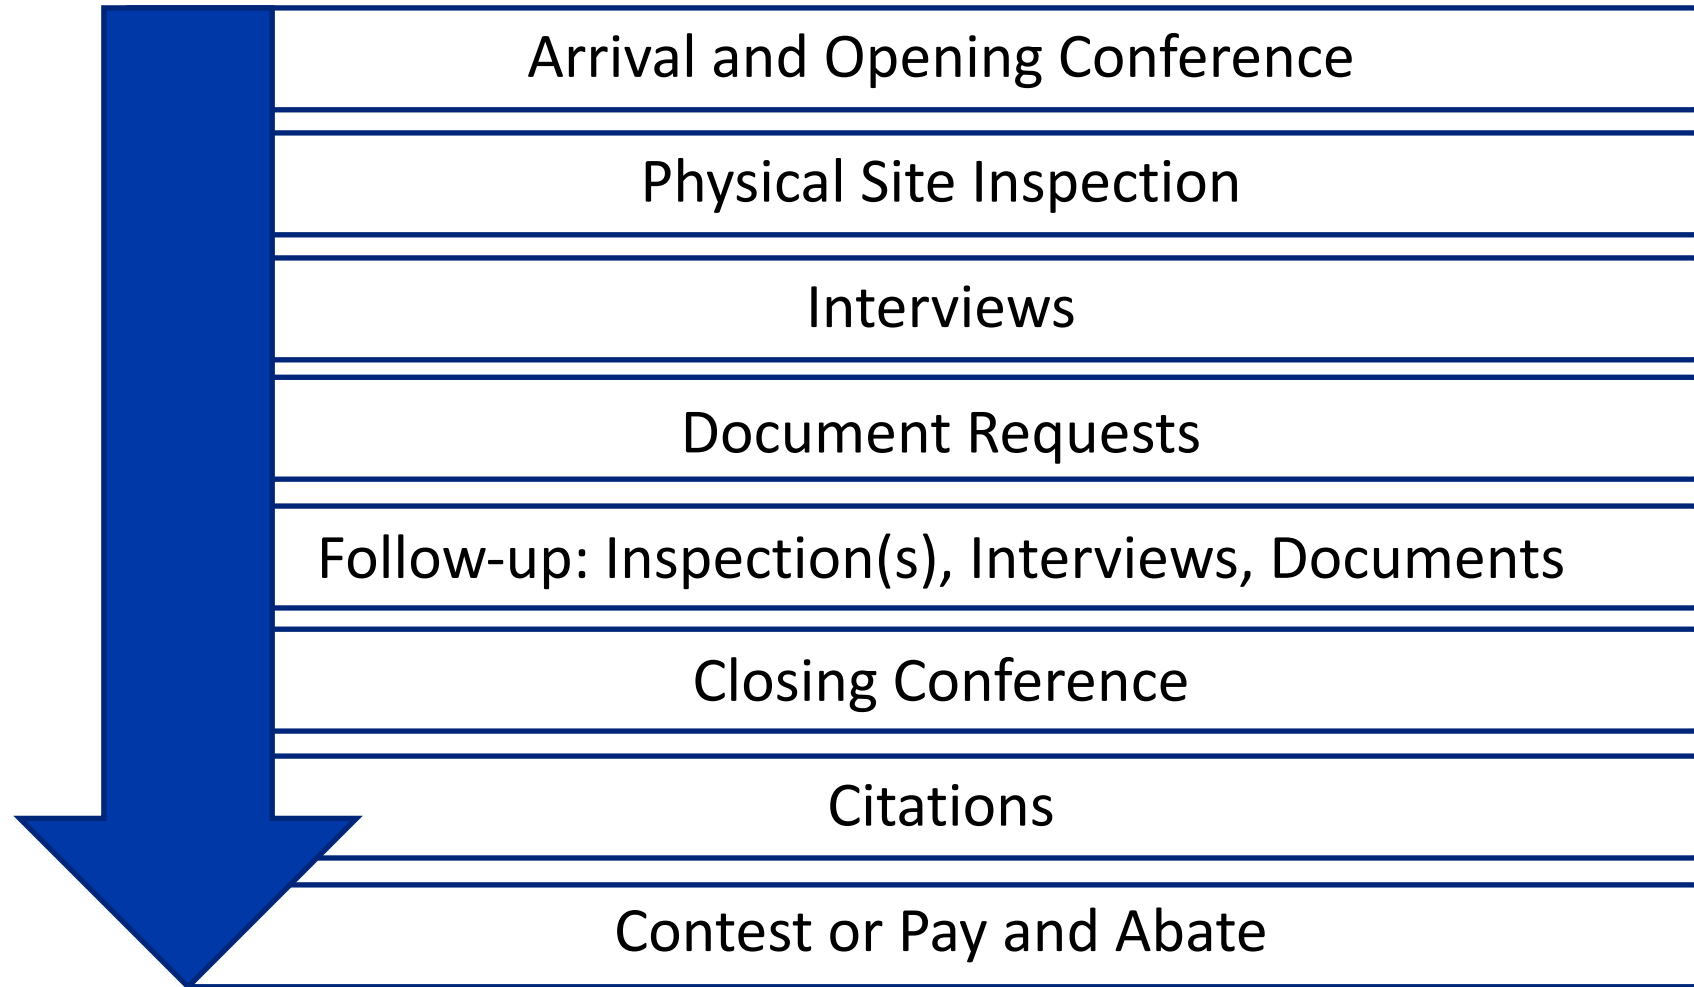 Arrival and Opening Conference
Physical Site Inspection
Interviews
Document Requests
Follow-up: Inspection(s), Interviews, Documents
Closing Conference
Citations
Contest or Pay and Abate